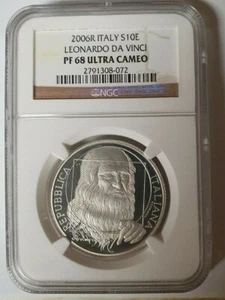 2006R ITALY S10E
LEONARDO DA VINCI
PF 68 ULTRA CAMEO
2791308-072
NGC
REPUBBLICA
ITALIANA